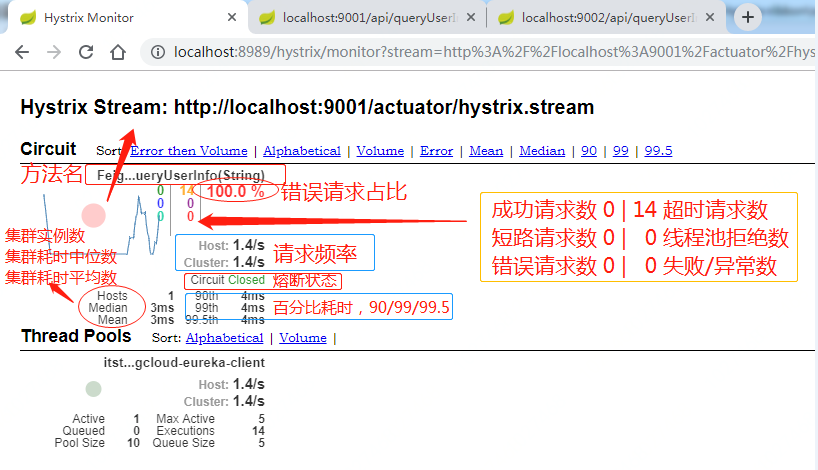 Hystrix Monitor
localhost:9001/api/queryUserI
localhost:9002/api/queryUserI
localhost:8989/hystrix/monitor?stream=http%3A%2F%2Flocalhost%3A9001%2Factuator%2Fhys
Hystrix Stream: http://localhost:9001/actuator/hystrix.stream
Circuit Sort: Error then Volume | Alphabetical | Volume | Error | Mean | Median | 90 | 99 | 99.5
方法名 Feig...ueryUserInfo(String)
0 14 100.0 % 错误请求占比
0 0
0 0
成功请求数 0 | 14 超时请求数
短路请求数 0 | 0 线程池拒绝数
错误请求数 0 | 0 失败/异常数
集群实例数
集群耗时中位数
集群耗时平均数
Host: 1.4/s
Cluster: 1.4/s
请求频率
Circuit Closed 熔断状态
Hosts 1 90th 4ms
Median 3ms 99th 4ms
Mean 3ms 99.5th 4ms
百分比耗时，90/99/99.5
Thread Pools Sort: Alphabetical | Volume |
itst...gcloud-eureka-client
Host: 1.4/s
Cluster: 1.4/s
Active 1 Max Active 5
Queued 0 Executions 14
Pool Size 10 Queue Size 5